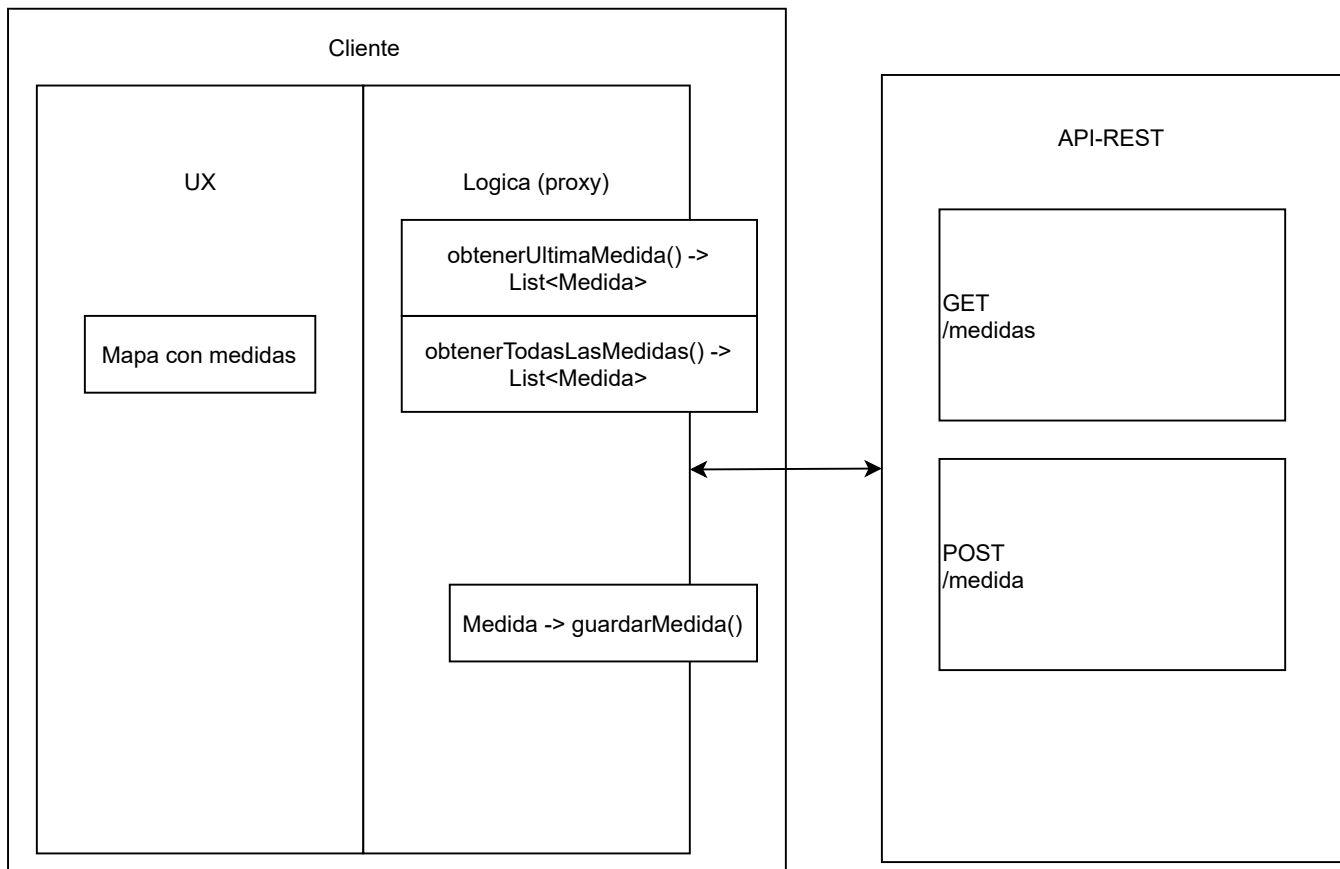 Cliente
UX
Logica (proxy)
obtenerUltimaMedida() ->
List<Medida>
Mapa con medidas
obtenerTodasLasMedidas() ->
List<Medida>
Medida -> guardarMedida()
API-REST
GET
/medidas
POST
/medida